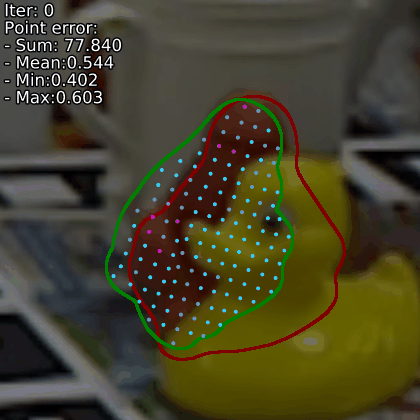 Iter: 0
Point error:
- Sum: 77.840
- Mean:0.544
- Min:0.402
- Max:0.603